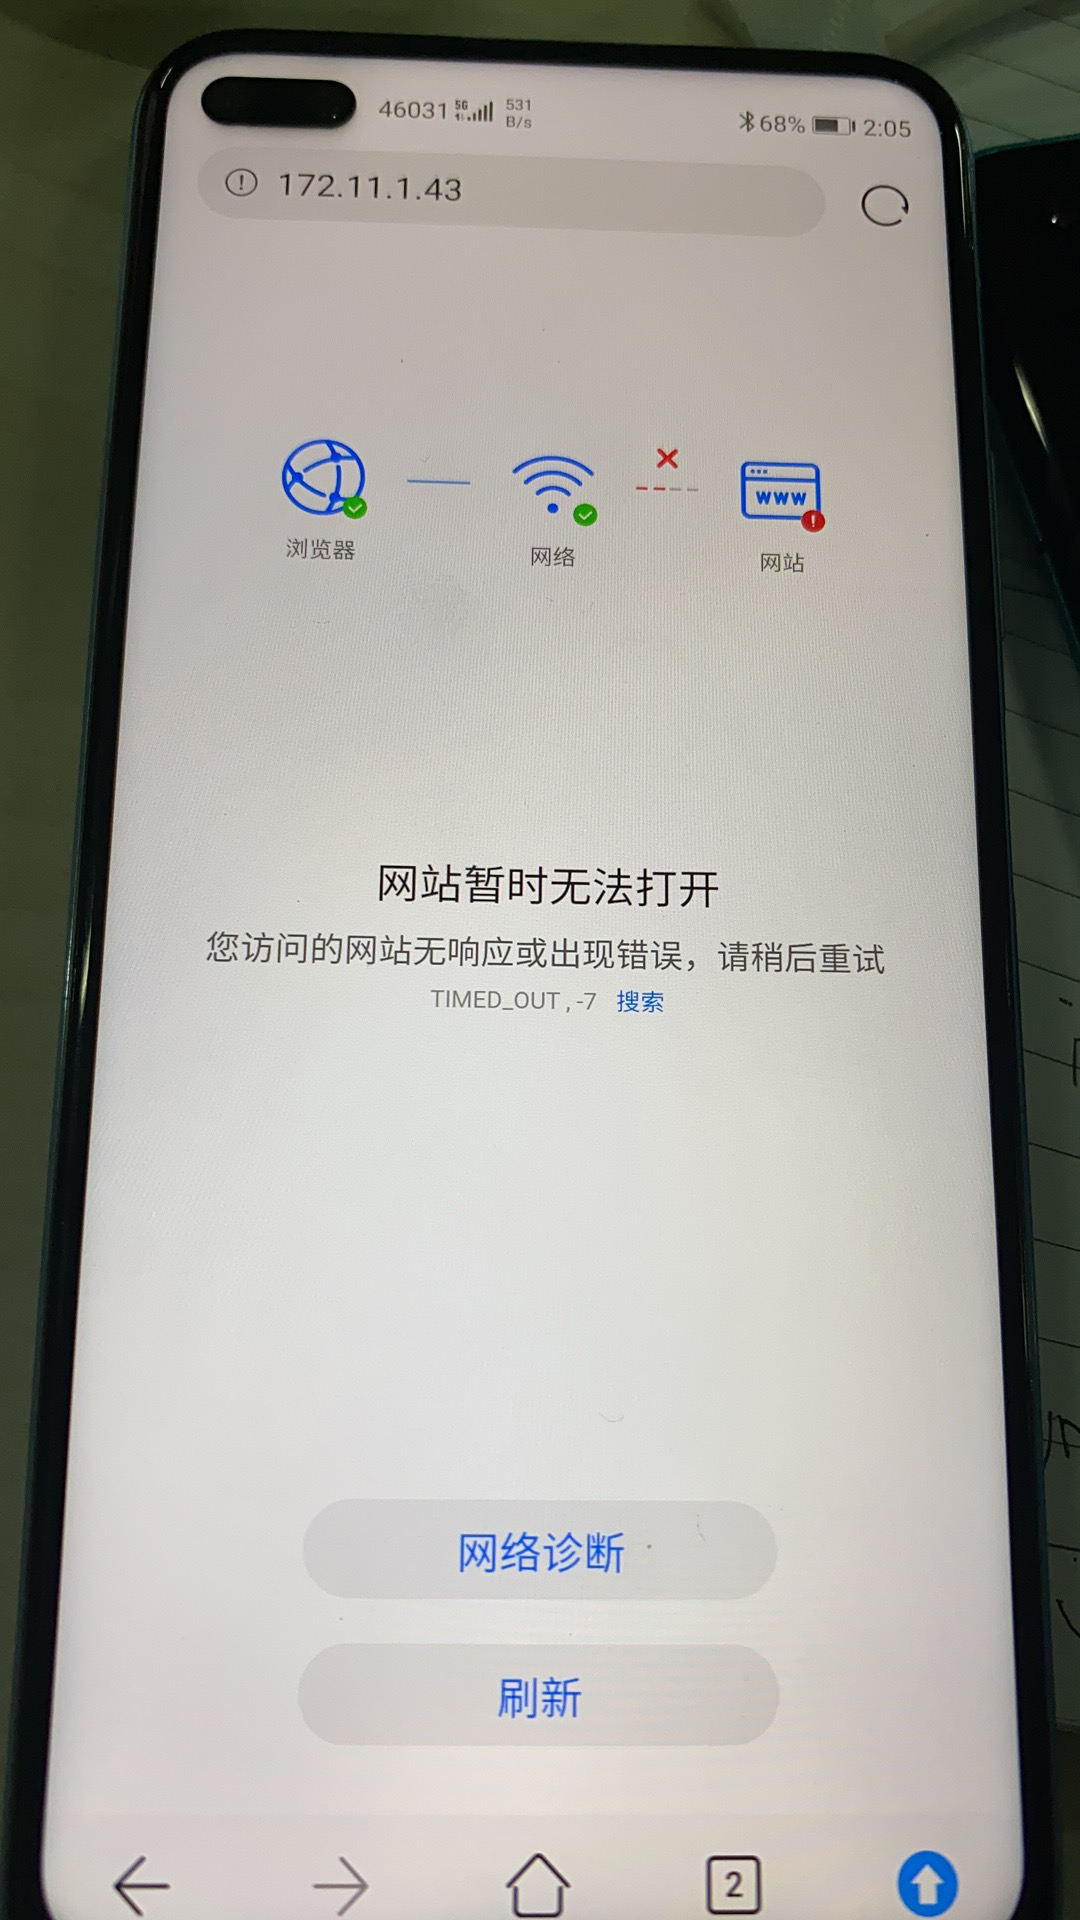 46031 5G 531 B/s 68% 2:05
172.11.1.43
www
浏览器 网络 网站
网站暂时无法打开
您访问的网站无响应或出现错误，请稍后重试
TIMED_OUT , -7 搜索
网络诊断
刷新
2